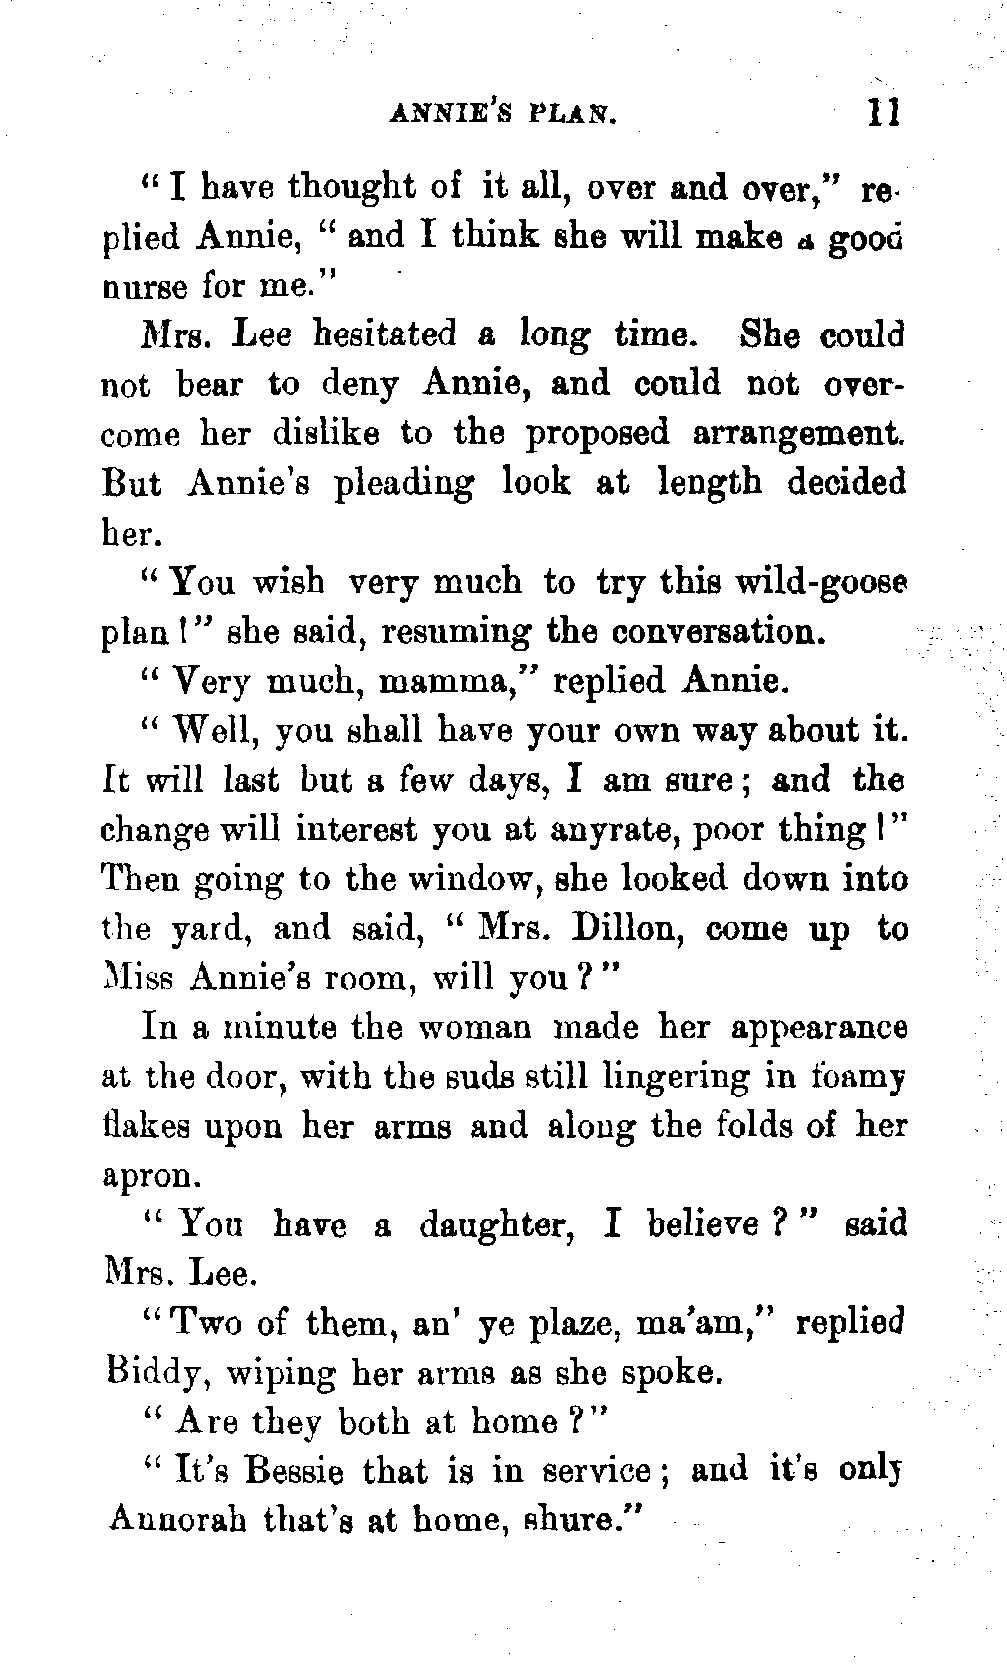 ANNIE'S PLAN. 11
"I have thought of it all, over and over," re-
plied Annie, "and I think she will make a good
nurse for me."
Mrs. Lee hesitated a long time. She could
not bear to deny Annie, and could not over-
come her dislike to the proposed arrangement.
But Annie's pleading look at length decided
her.
"You wish very much to try this wild-goose
plan!" she said, resuming the conversation.
"Very much, mamma," replied Annie.
"Well, you shall have your own way about it.
It will last but a few days, I am sure; and the
change will interest you at anyrate, poor thing!"
Then going to the window, she looked down into
the yard, and said, "Mrs. Dillon, come up to
Miss Annie's room, will you?"
In a minute the woman made her appearance
at the door, with the suds still lingering in foamy
flakes upon her arms and along the folds of her
apron.
"You have a daughter, I believe?" said
Mrs. Lee.
"Two of them, an' ye plaze, ma'am," replied
Biddy, wiping her arms as she spoke.
"Are they both at home?"
"It's Bessie that is in service; and it's only
Annorah that's at home, shure."